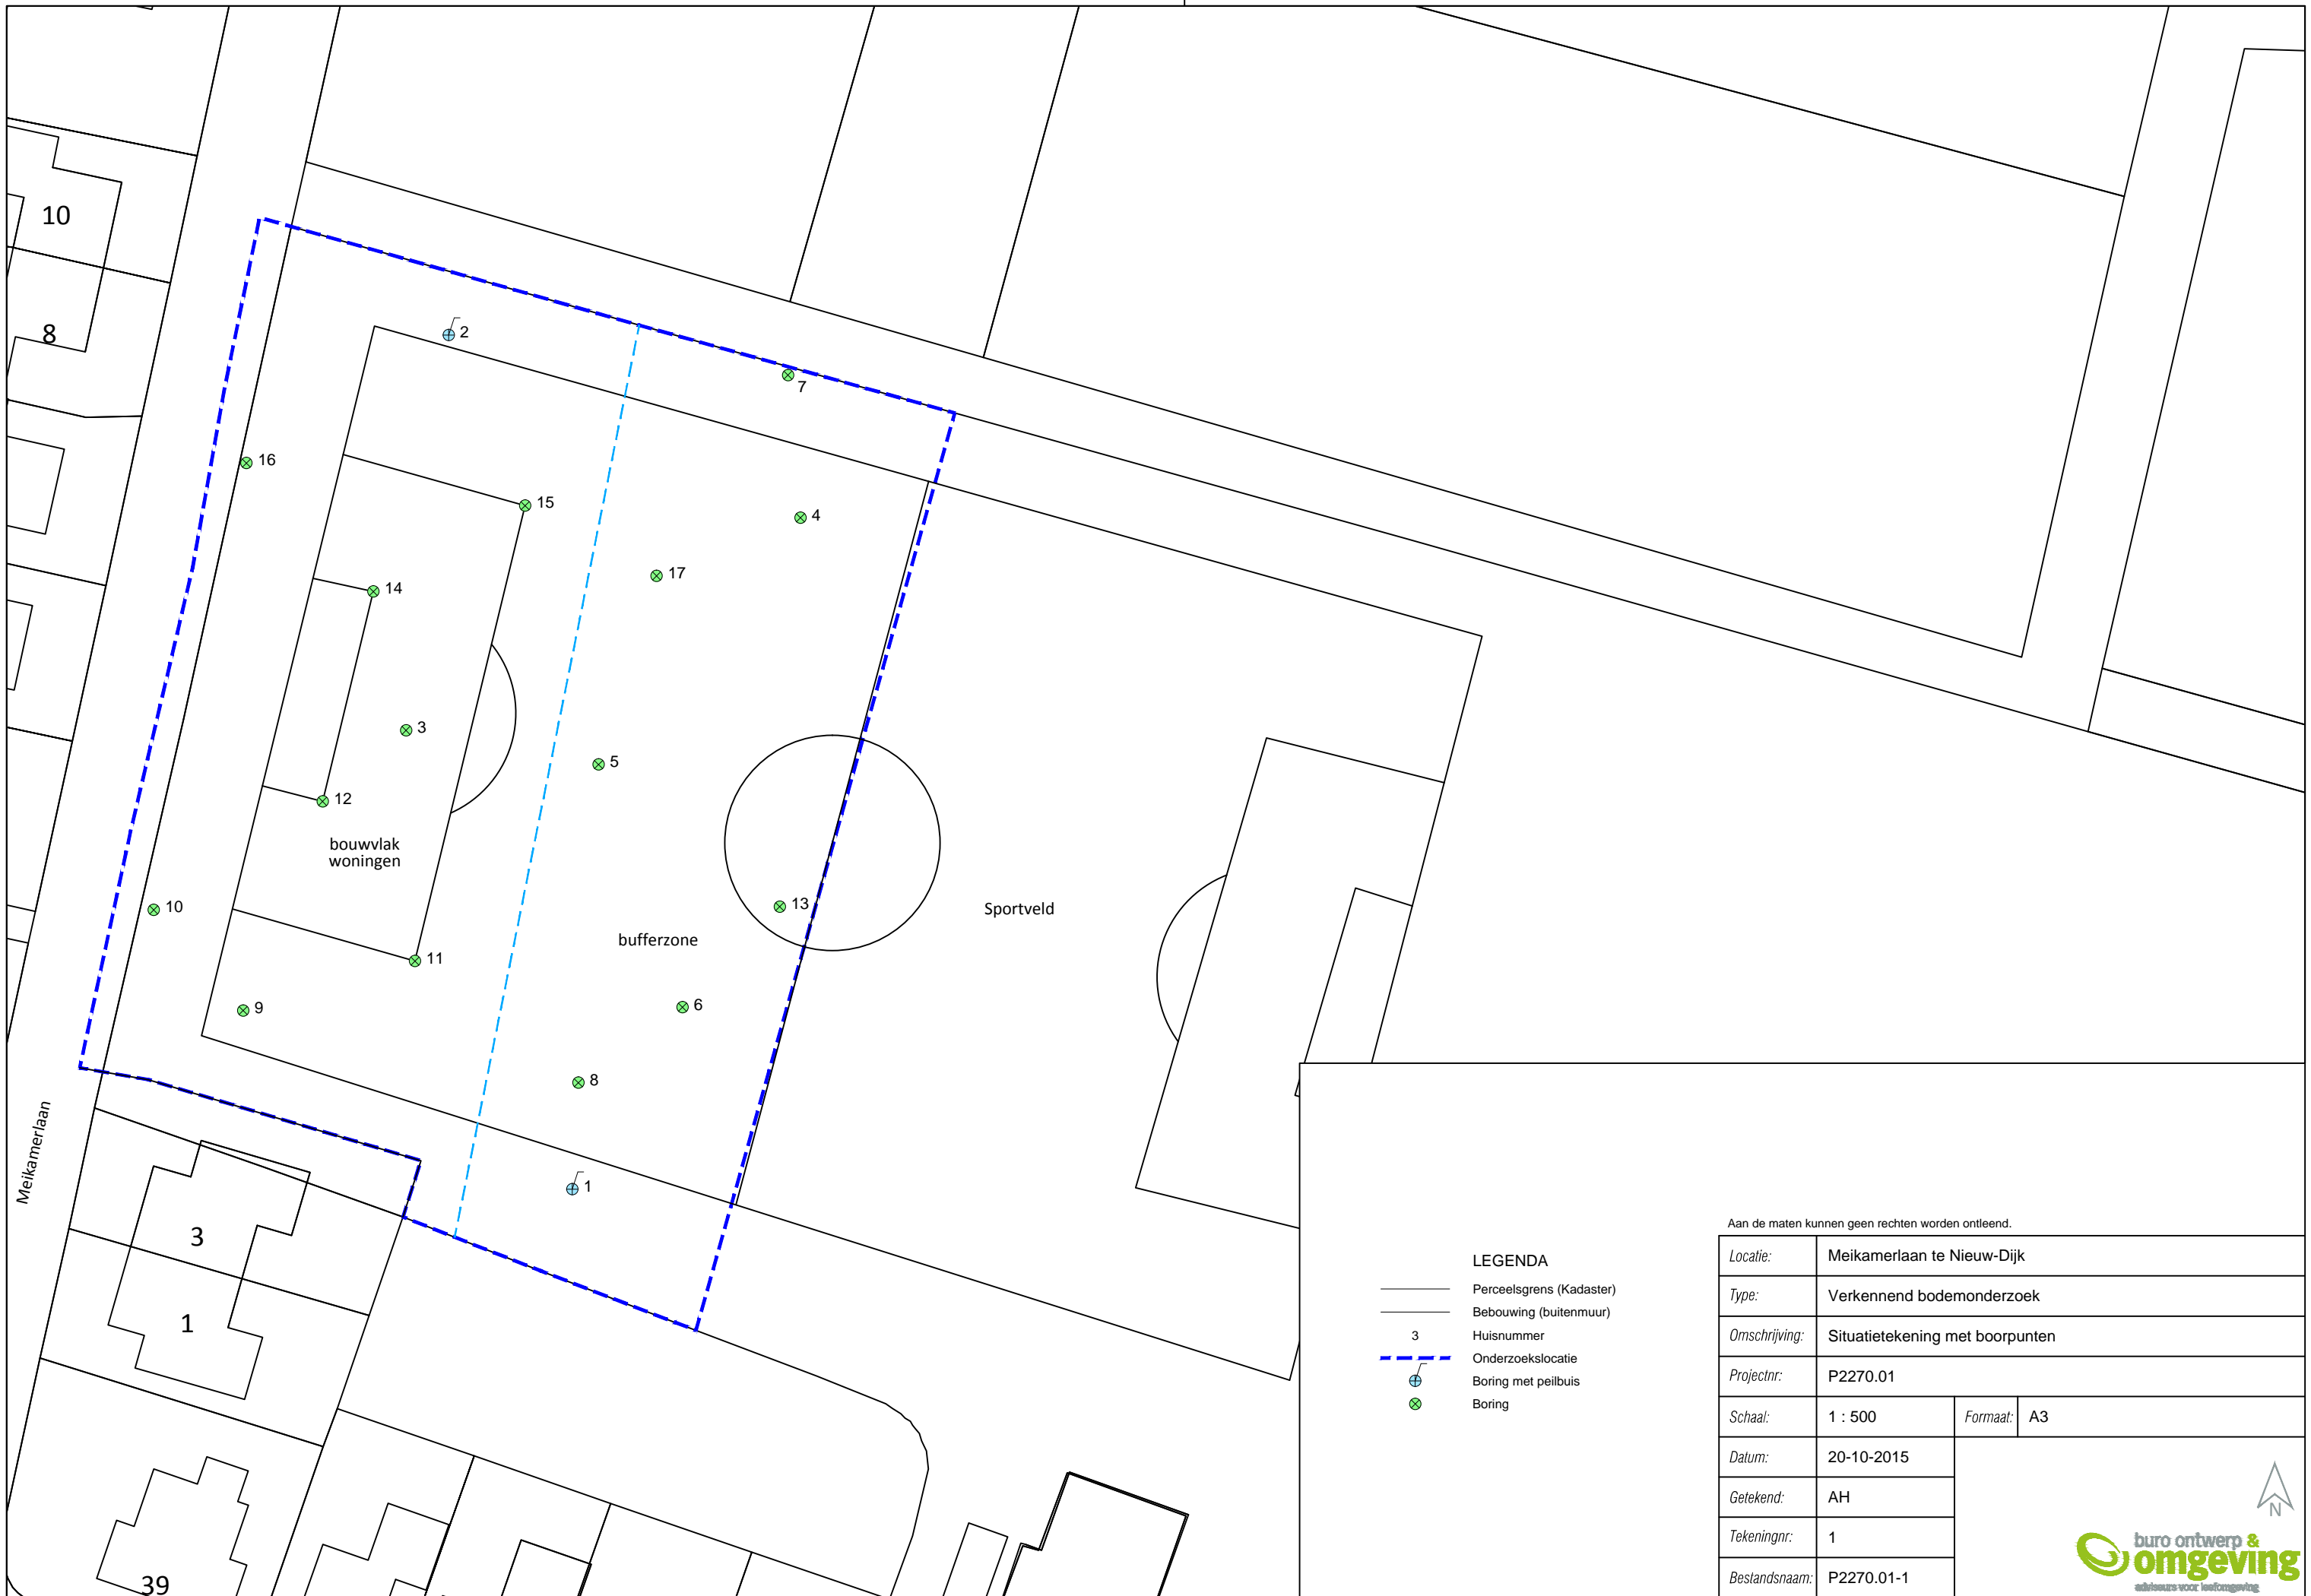 10
8
2
7
16
15
4
17
14
3
5
12
bouwvlak
woningen
10
13
Sportveld
bufferzone
11
6
9
8
Meikamerlaan
1
3
1
39
Aan de maten kunnen geen rechten worden ontleend.
LEGENDA
Perceelsgrens (Kadaster)
Bebouwing (buitenmuur)
3 Huisnummer
Onderzoekslocatie
Boring met peilbuis
Boring
Locatie: Meikamerlaan te Nieuw-Dijk
Type: Verkennend bodemonderzoek
Omschrijving: Situatietekening met boorpunten
Projectnr: P2270.01
Schaal: 1 : 500 Formaat: A3
Datum: 20-10-2015
Getekend: AH
Tekeningnr: 1
Bestandsnaam: P2270.01-1
N
buro ontwerp &
omgeving
adviseurs voor leefomgeving